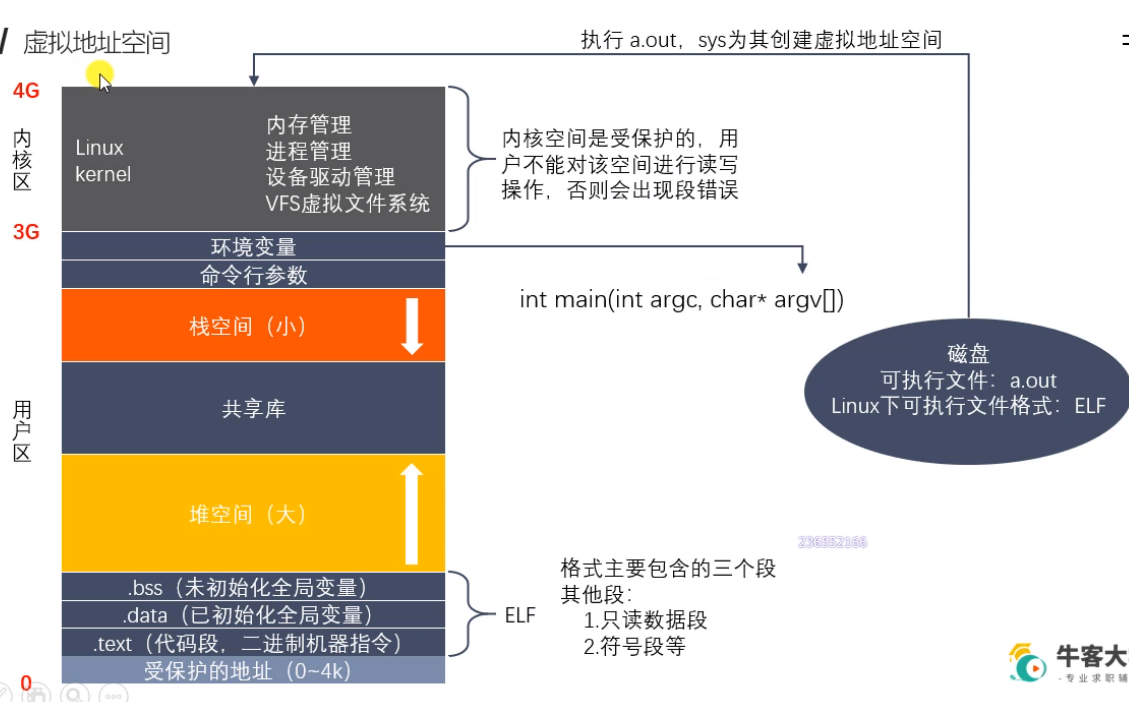 虚拟地址空间
执行 a.out，sys为其创建虚拟地址空间
4G
内核区
Linux
kernel
内存管理
进程管理
设备驱动管理
VFS虚拟文件系统
内核空间是受保护的，用
户不能对该空间进行读写
操作，否则会出现段错误
3G
环境变量
命令行参数
int main(int argc, char* argv[])
栈空间（小）
磁盘
可执行文件：a.out
Linux下可执行文件格式：ELF
用户区
共享库
堆空间（大）
236552166
.bss（未初始化全局变量）
.data（已初始化全局变量）
.text（代码段，二进制机器指令）
ELF
格式主要包含的三个段
其他段：
1.只读数据段
2.符号段等
受保护的地址（0~4k）
0
牛客大
-专业求职辅